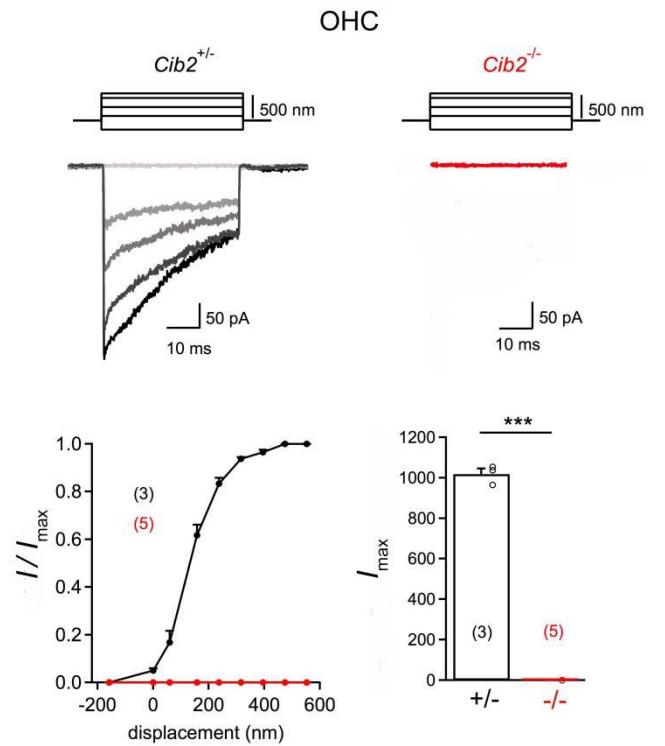 OHC
Cib2+/-
Cib2-/-
500 nm
500 nm
50 pA
10 ms
50 pA
10 ms
I / Imax
1.0
0.8
0.6
0.4
0.2
0.0
(3)
(5)
-200
0
200
400
600
displacement (nm)
***
Imax
1200
1000
800
600
400
200
0
(3)
(5)
+/-
-/-